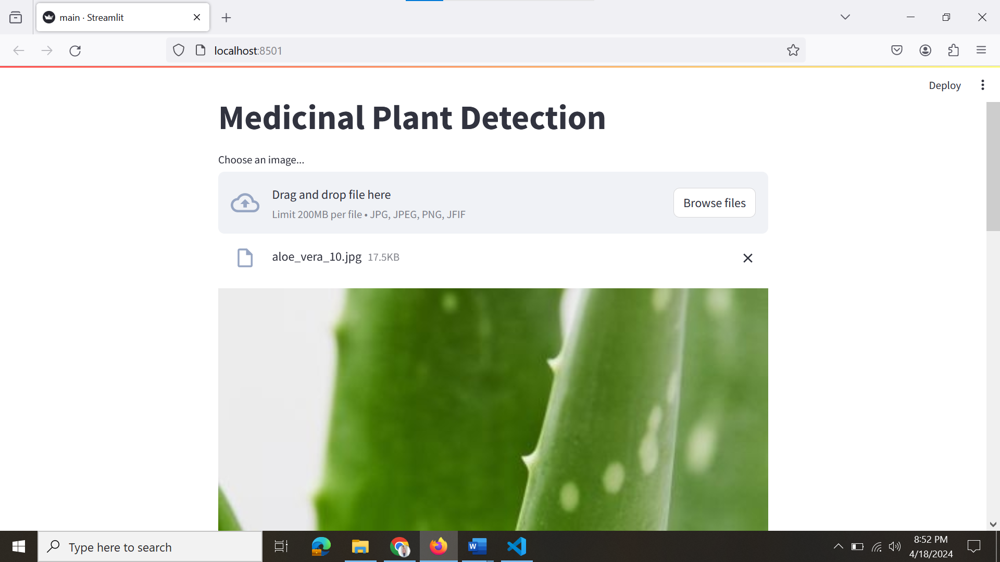 main · Streamlit
localhost:8501
Deploy
Medicinal Plant Detection
Choose an image...
Drag and drop file here
Limit 200MB per file • JPG, JPEG, PNG, JFIF
Browse files
aloe_vera_10.jpg 17.5KB
Type here to search
W
8:52 PM
4/18/2024